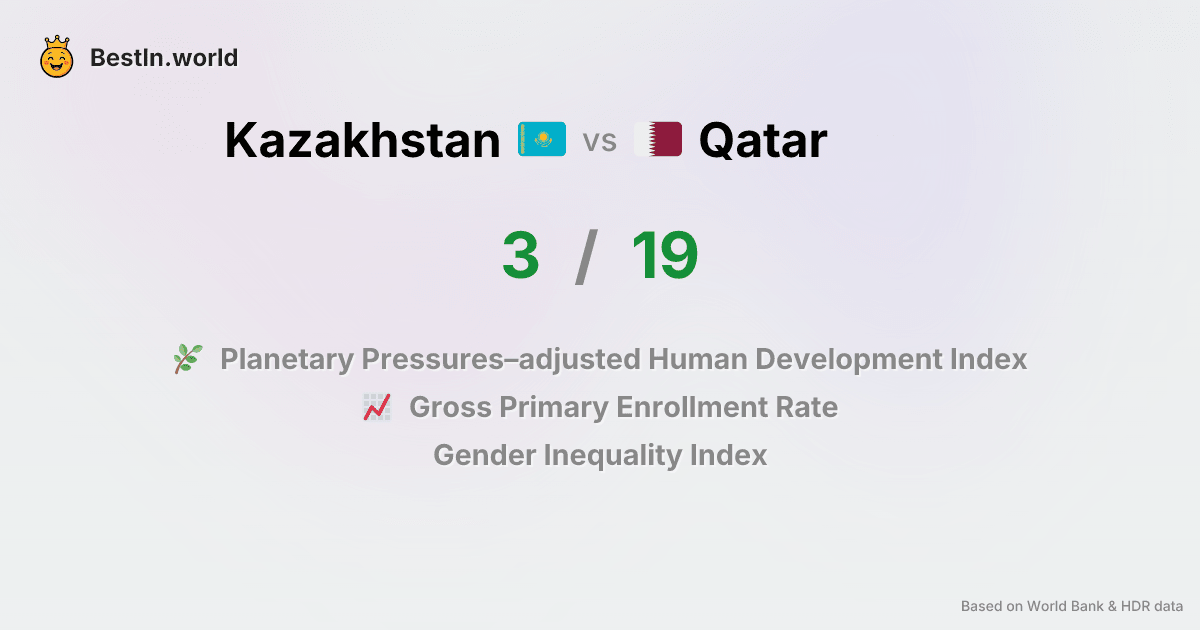 BestIn.world
Kazakhstan vs Qatar
3 / 19
Planetary Pressures–adjusted Human Development Index
Gross Primary Enrollment Rate
Gender Inequality Index
Based on World Bank & HDR data